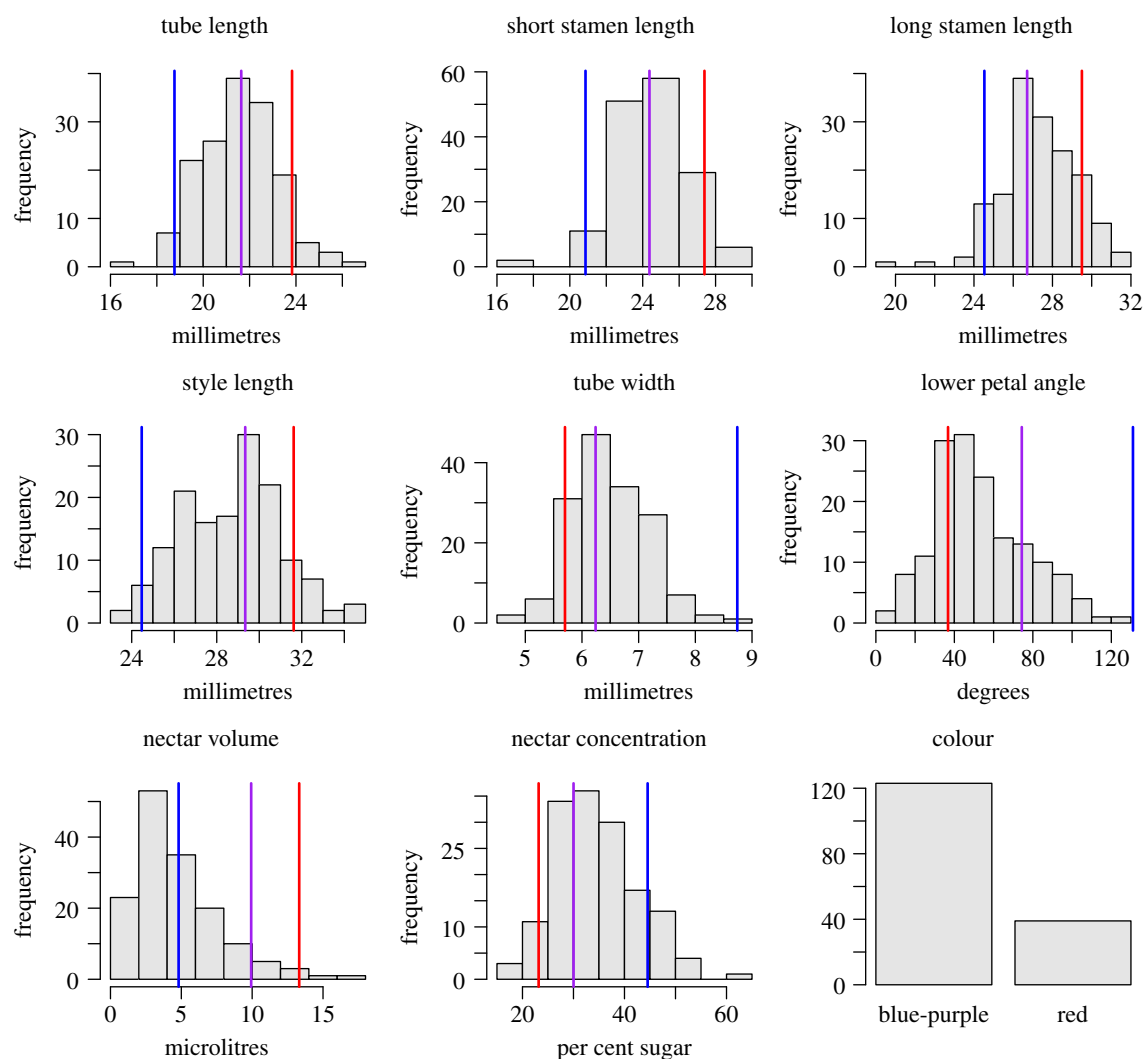 tube length
short stamen length
long stamen length
frequency
30
10
0
16
20
24
millimetres
frequency
60
40
20
0
16
20
24
28
millimetres
frequency
30
10
0
20
24
28
32
millimetres
style length
tube width
lower petal angle
frequency
30
20
10
0
24
28
32
millimetres
frequency
40
20
0
5
6
7
8
9
millimetres
frequency
30
20
10
0
0
40
80
120
degrees
nectar volume
nectar concentration
colour
frequency
40
20
0
0
5
10
15
microlitres
frequency
25
10
0
20
40
60
per cent sugar
frequency
120
80
40
0
blue-purple
red